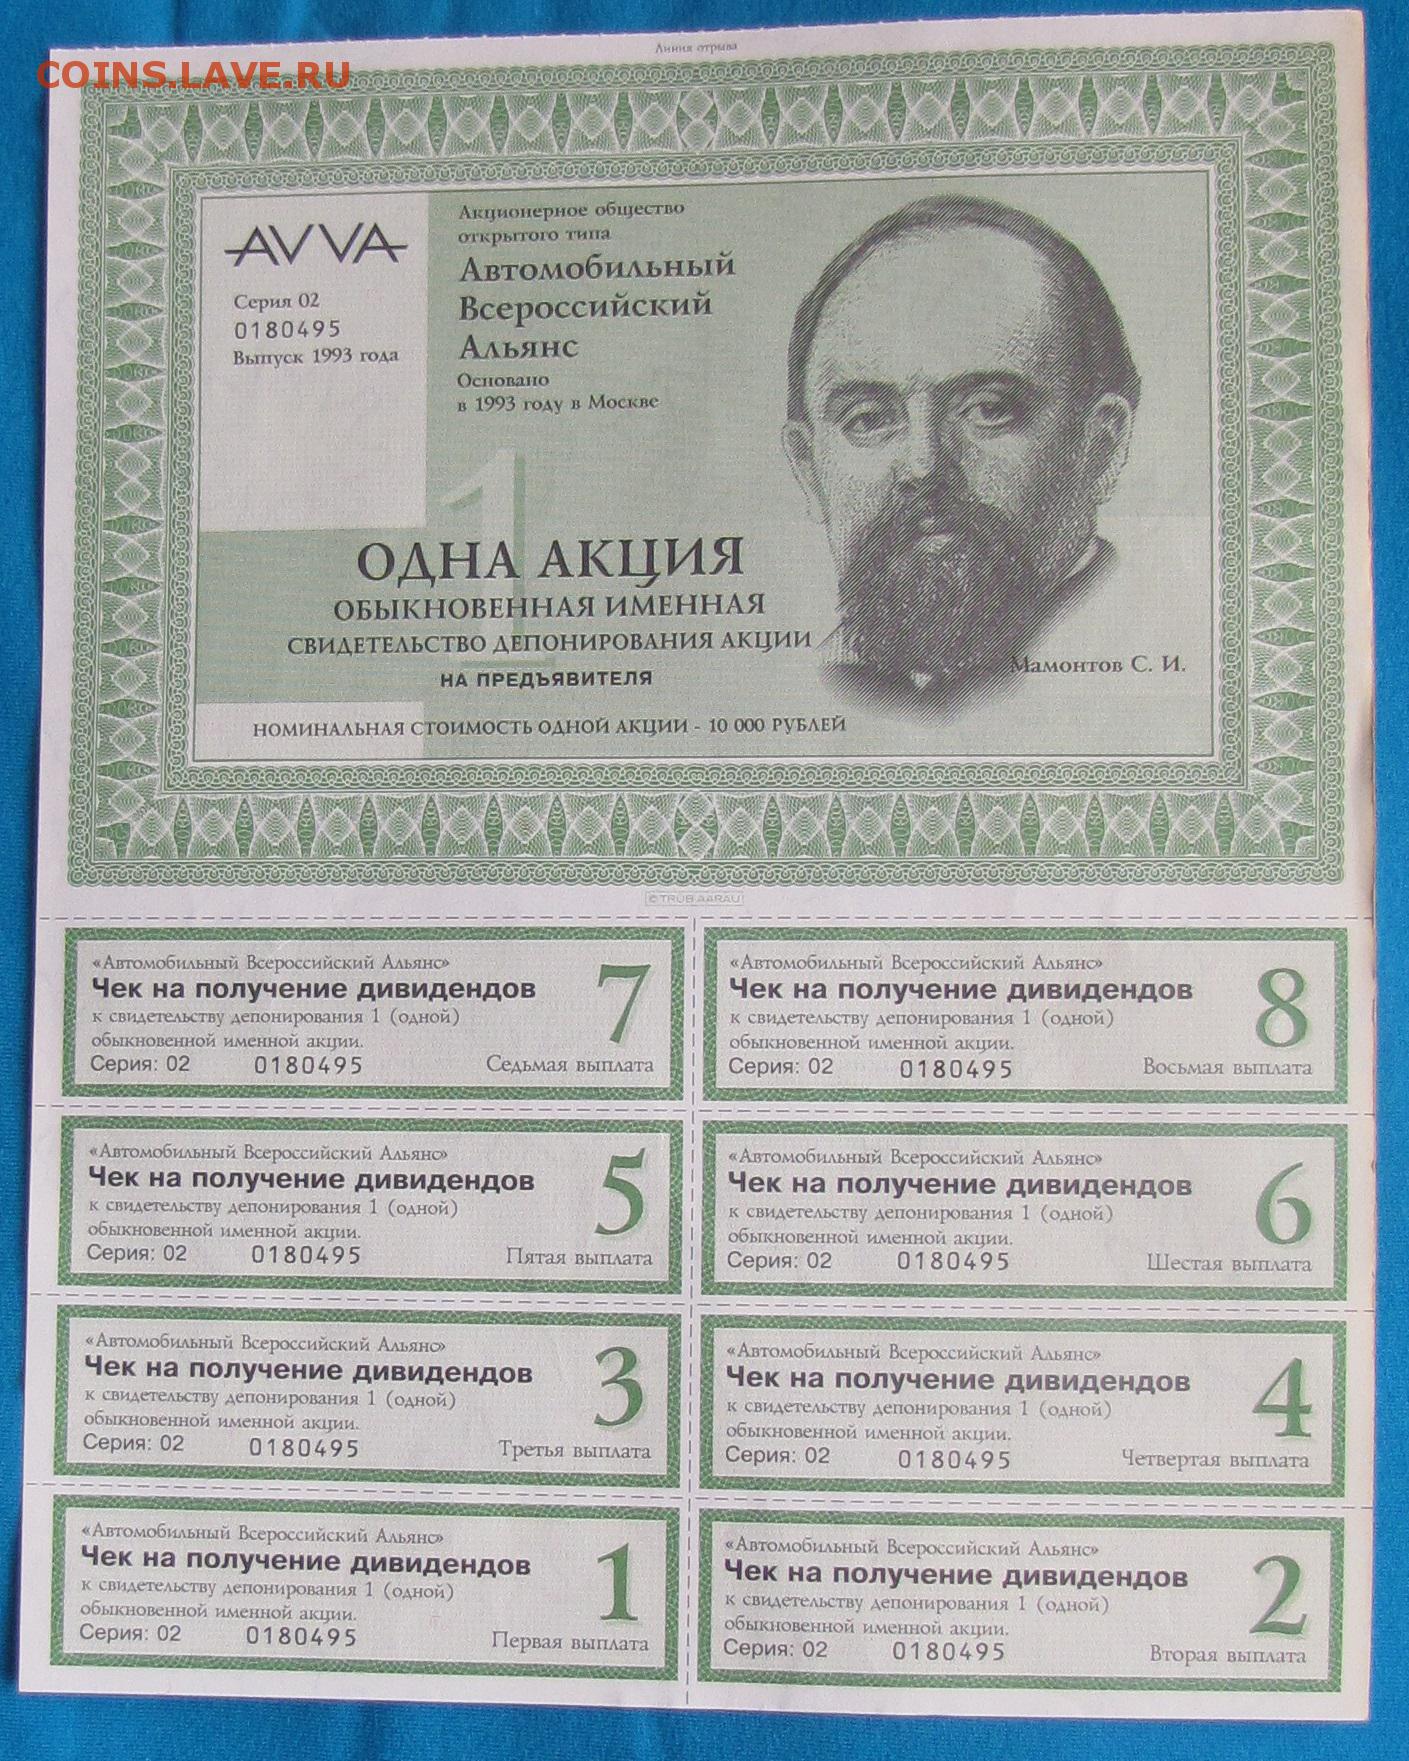 Линия отрыва
COINS.LAVE.RU
AVVA
Серия 02
0180495
Выпуск 1993 года
Акционерное общество
открытого типа
Автомобильный
Всероссийский
Альянс
Основано
в 1993 году в Москве
1
ОДНА АКЦИЯ
ОБЫКНОВЕННАЯ ИМЕННАЯ
СВИДЕТЕЛЬСТВО ДЕПОНИРОВАНИЯ АКЦИИ
НА ПРЕДЪЯВИТЕЛЯ
Мамонтов С. И.
НОМИНАЛЬНАЯ СТОИМОСТЬ ОДНОЙ АКЦИИ - 10 000 РУБЛЕЙ
© TRÜB AARAU
«Автомобильный Всероссийский Альянс»
Чек на получение дивидендов
к свидетельству депонирования 1 (одной)
обыкновенной именной акции.
Серия: 02 0180495
7
Седьмая выплата
«Автомобильный Всероссийский Альянс»
Чек на получение дивидендов
к свидетельству депонирования 1 (одной)
обыкновенной именной акции.
Серия: 02 0180495
8
Восьмая выплата
«Автомобильный Всероссийский Альянс»
Чек на получение дивидендов
к свидетельству депонирования 1 (одной)
обыкновенной именной акции.
Серия: 02 0180495
5
Пятая выплата
«Автомобильный Всероссийский Альянс»
Чек на получение дивидендов
к свидетельству депонирования 1 (одной)
обыкновенной именной акции.
Серия: 02 0180495
6
Шестая выплата
«Автомобильный Всероссийский Альянс»
Чек на получение дивидендов
к свидетельству депонирования 1 (одной)
обыкновенной именной акции.
Серия: 02 0180495
3
Третья выплата
«Автомобильный Всероссийский Альянс»
Чек на получение дивидендов
к свидетельству депонирования 1 (одной)
обыкновенной именной акции.
Серия: 02 0180495
4
Четвертая выплата
«Автомобильный Всероссийский Альянс»
Чек на получение дивидендов
к свидетельству депонирования 1 (одной)
обыкновенной именной акции.
Серия: 02 0180495
1
Первая выплата
«Автомобильный Всероссийский Альянс»
Чек на получение дивидендов
к свидетельству депонирования 1 (одной)
обыкновенной именной акции.
Серия: 02 0180495
2
Вторая выплата